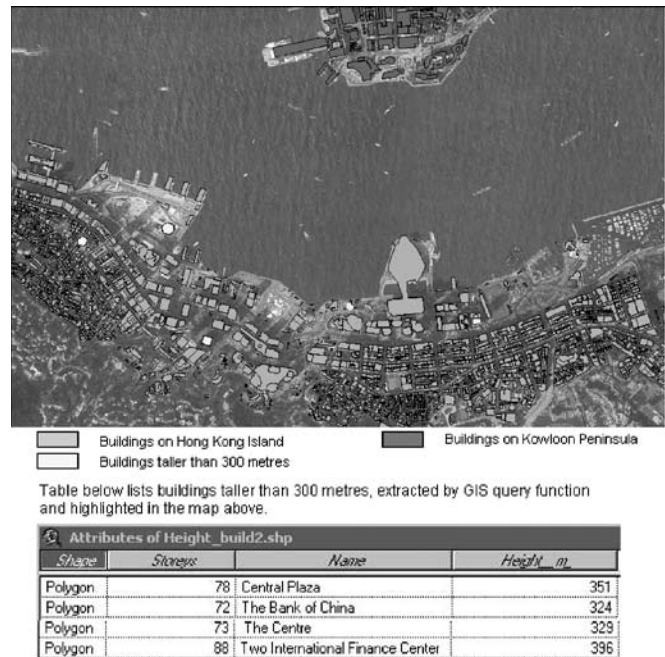 Buildings on Hong Kong Island
Buildings on Kowloon Peninsula
Buildings taller than 300 metres
Table below lists buildings taller than 300 metres, extracted by GIS query function
and highlighted in the map above.
Attributes of Height_build2.shp
Shape Storeys Name Height__m_
Polygon 78 Central Plaza 351
Polygon 72 The Bank of China 324
Polygon 73 The Centre 329
Polygon 88 Two International Finance Center 396